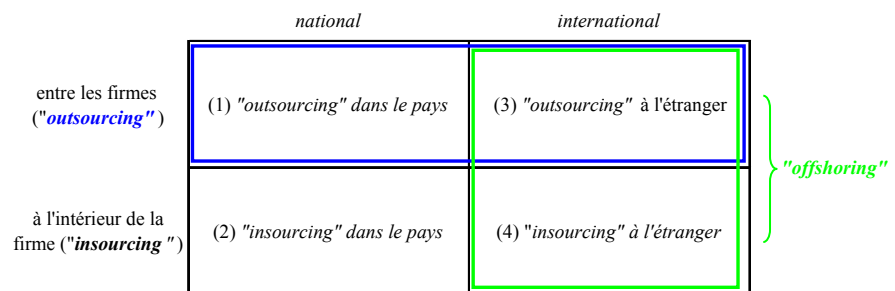 national international
entre les firmes
("outsourcing")
(1) "outsourcing" dans le pays
(3) "outsourcing" à l'étranger
"offshoring"
à l'intérieur de la
firme ("insourcing ")
(2) "insourcing" dans le pays
(4) "insourcing" à l'étranger